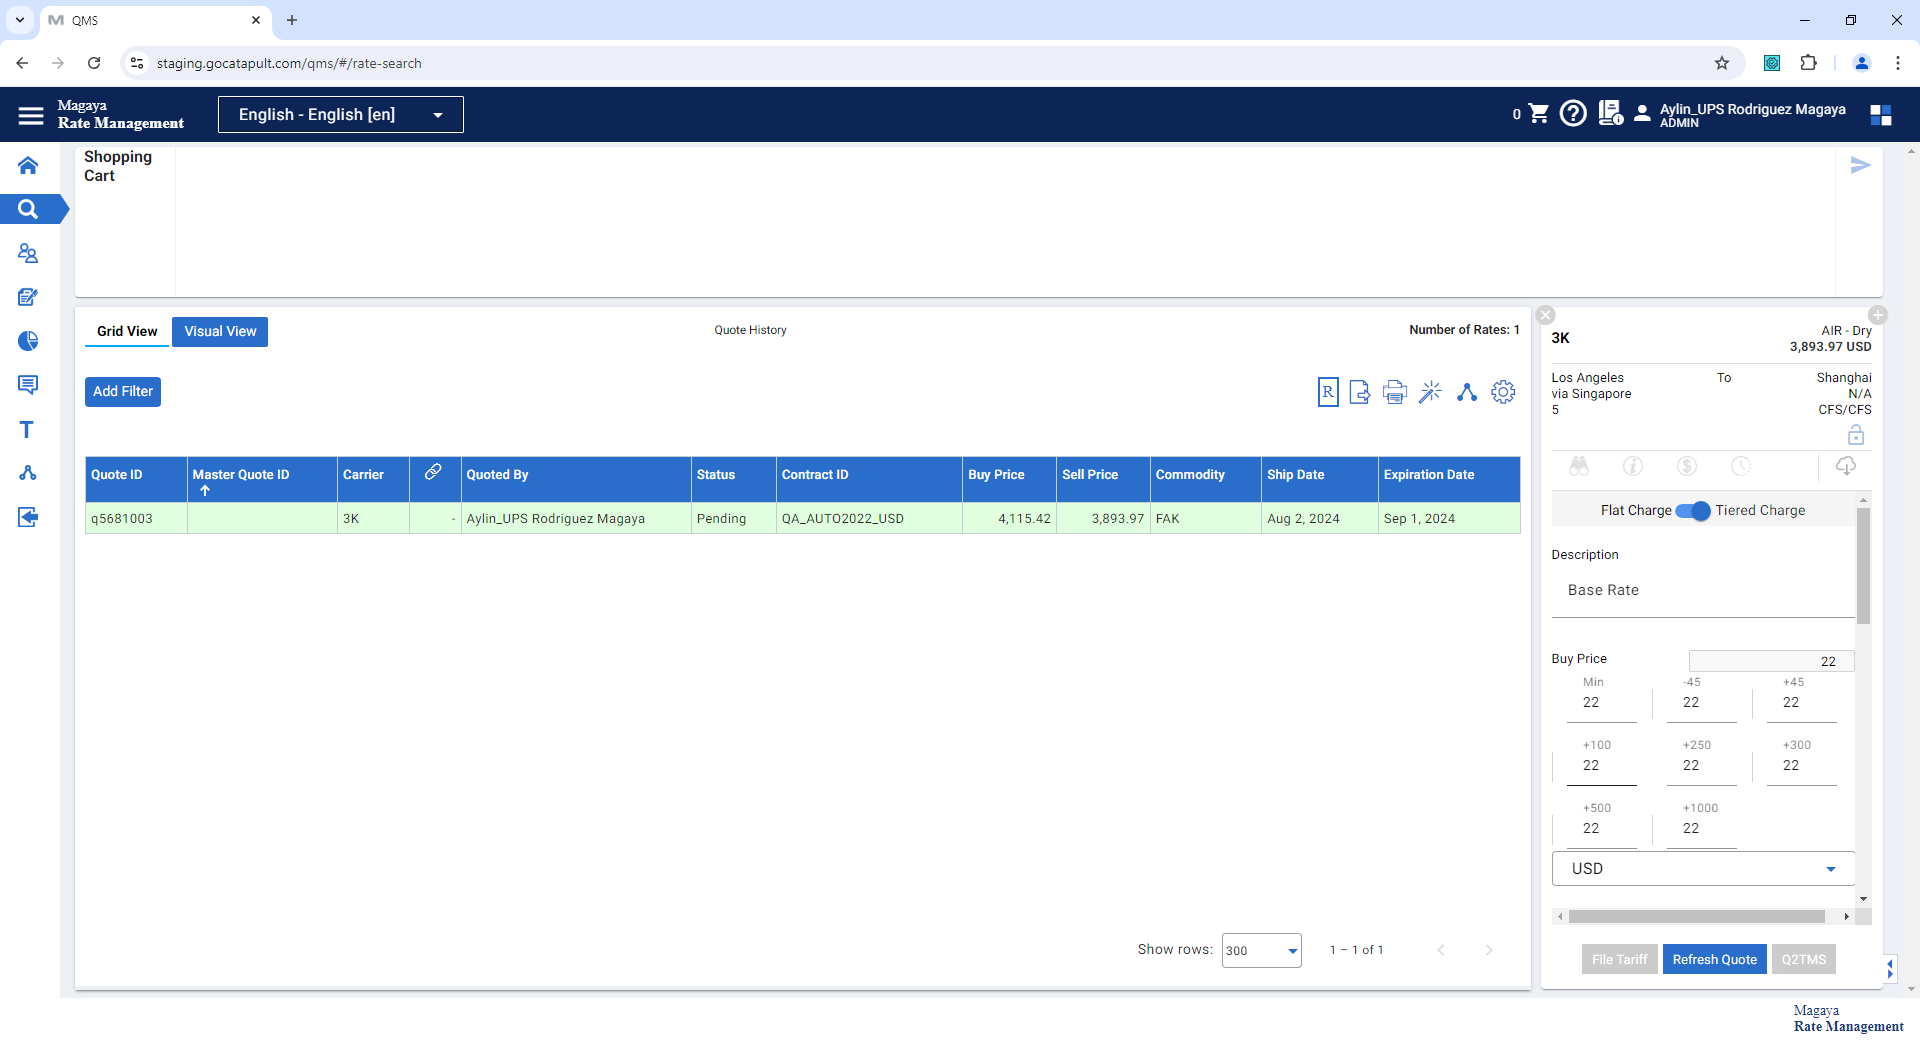 QMS
staging.gocatapult.com/qms/#/rate-search
Magaya
Rate Management
English - English [en]
0
Aylin_UPS Rodriguez Magaya
ADMIN
Shopping
Cart
Grid View
Visual View
Quote History
Number of Rates: 1
Add Filter
R
Quote ID
Master Quote ID
Carrier
Quoted By
Status
Contract ID
Buy Price
Sell Price
Commodity
Ship Date
Expiration Date
q5681003
3K
-
Aylin_UPS Rodriguez Magaya
Pending
QA_AUTO2022_USD
4,115.42
3,893.97
FAK
Aug 2, 2024
Sep 1, 2024
Show rows:
300
1 – 1 of 1
3K
AIR - Dry
3,893.97 USD
Los Angeles
To
Shanghai
via Singapore
N/A
5
CFS/CFS
Flat Charge
Tiered Charge
Description
Base Rate
Buy Price
22
Min
-45
+45
22
22
22
+100
+250
+300
22
22
22
+500
+1000
22
22
USD
File Tariff
Refresh Quote
Q2TMS
Magaya
Rate Management